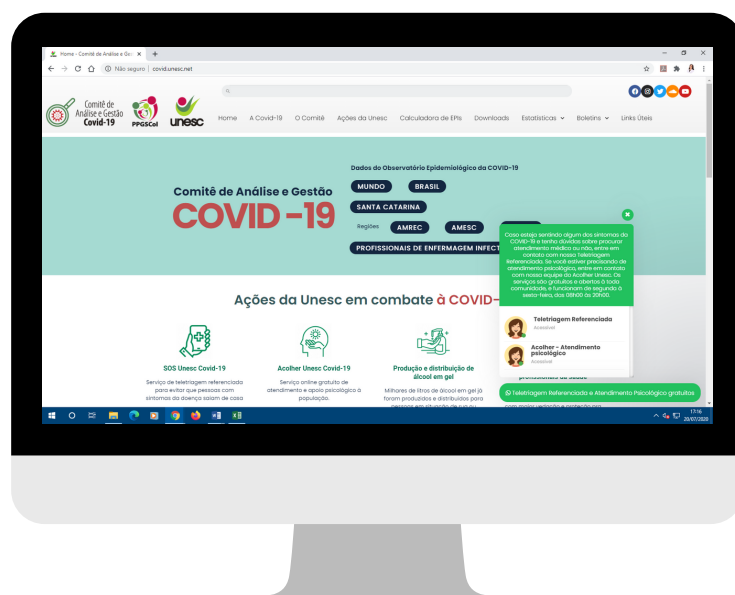 Home - Comitê de Análise e Ges
Não seguro | covid.unesc.net
Comitê de
Análise e Gestão
Covid-19
PPGSCol
unesc
Home A Covid-19 O Comitê Ações da Unesc Calculadora de EPIs Downloads Estatísticas Boletins Links Úteis
Comitê de Análise e Gestão
COVID-19
Dados do Observatório Epidemiológico da COVID-19
MUNDO BRASIL
SANTA CATARINA
Regiões: AMREC AMESC
PROFISSIONAIS DE ENFERMAGEM INFECT
Caso esteja sentindo algum dos sintomas do
COVID-19 e tenha dúvidas sobre procurar
atendimento médico ou não, entre em
contato com nossa Teletriagem
Referenciada. Se você estiver precisando de
atendimento psicológico, entre em contato
com nossa equipe do Acolher Unesc. Os
serviços são gratuitos e abertos à toda
comunidade, e funcionam de segunda à
sexta-feira, das 08h00 às 20h00.
Teletriagem Referenciada
Acessível
Acolher - Atendimento
psicológico
Acessível
Teletriagem Referenciada e Atendimento Psicológico gratuitos
Ações da Unesc em combate à COVID-
SOS Unesc Covid-19
Serviço de teletriagem referenciada
para evitar que pessoas com
sintomas da doença saiam de casa
Acolher Unesc Covid-19
Serviço online gratuito de
atendimento e apoio psicológico à
população.
Produção e distribuição de
álcool em gel
Milhares de litros de álcool em gel já
foram produzidos e distribuídos para
17:16
20/07/2020